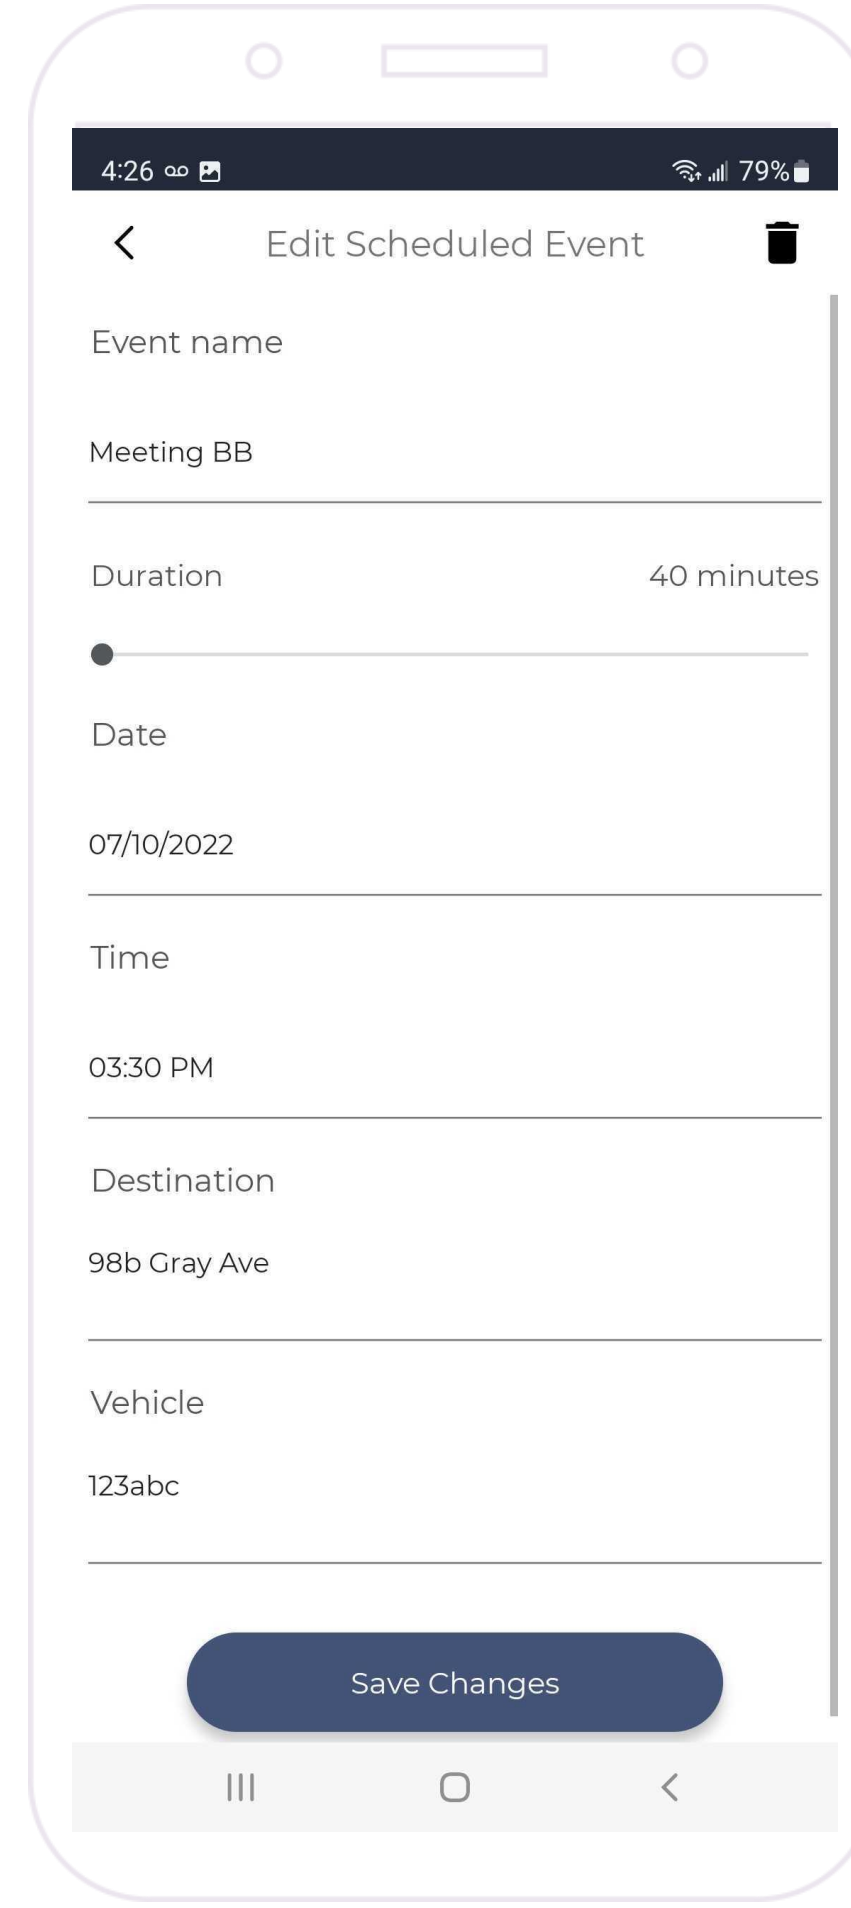 4:26 79%
Edit Scheduled Event
Event name
Meeting BB
Duration 40 minutes
Date
07/10/2022
Time
03:30 PM
Destination
98b Gray Ave
Vehicle
123abc
Save Changes